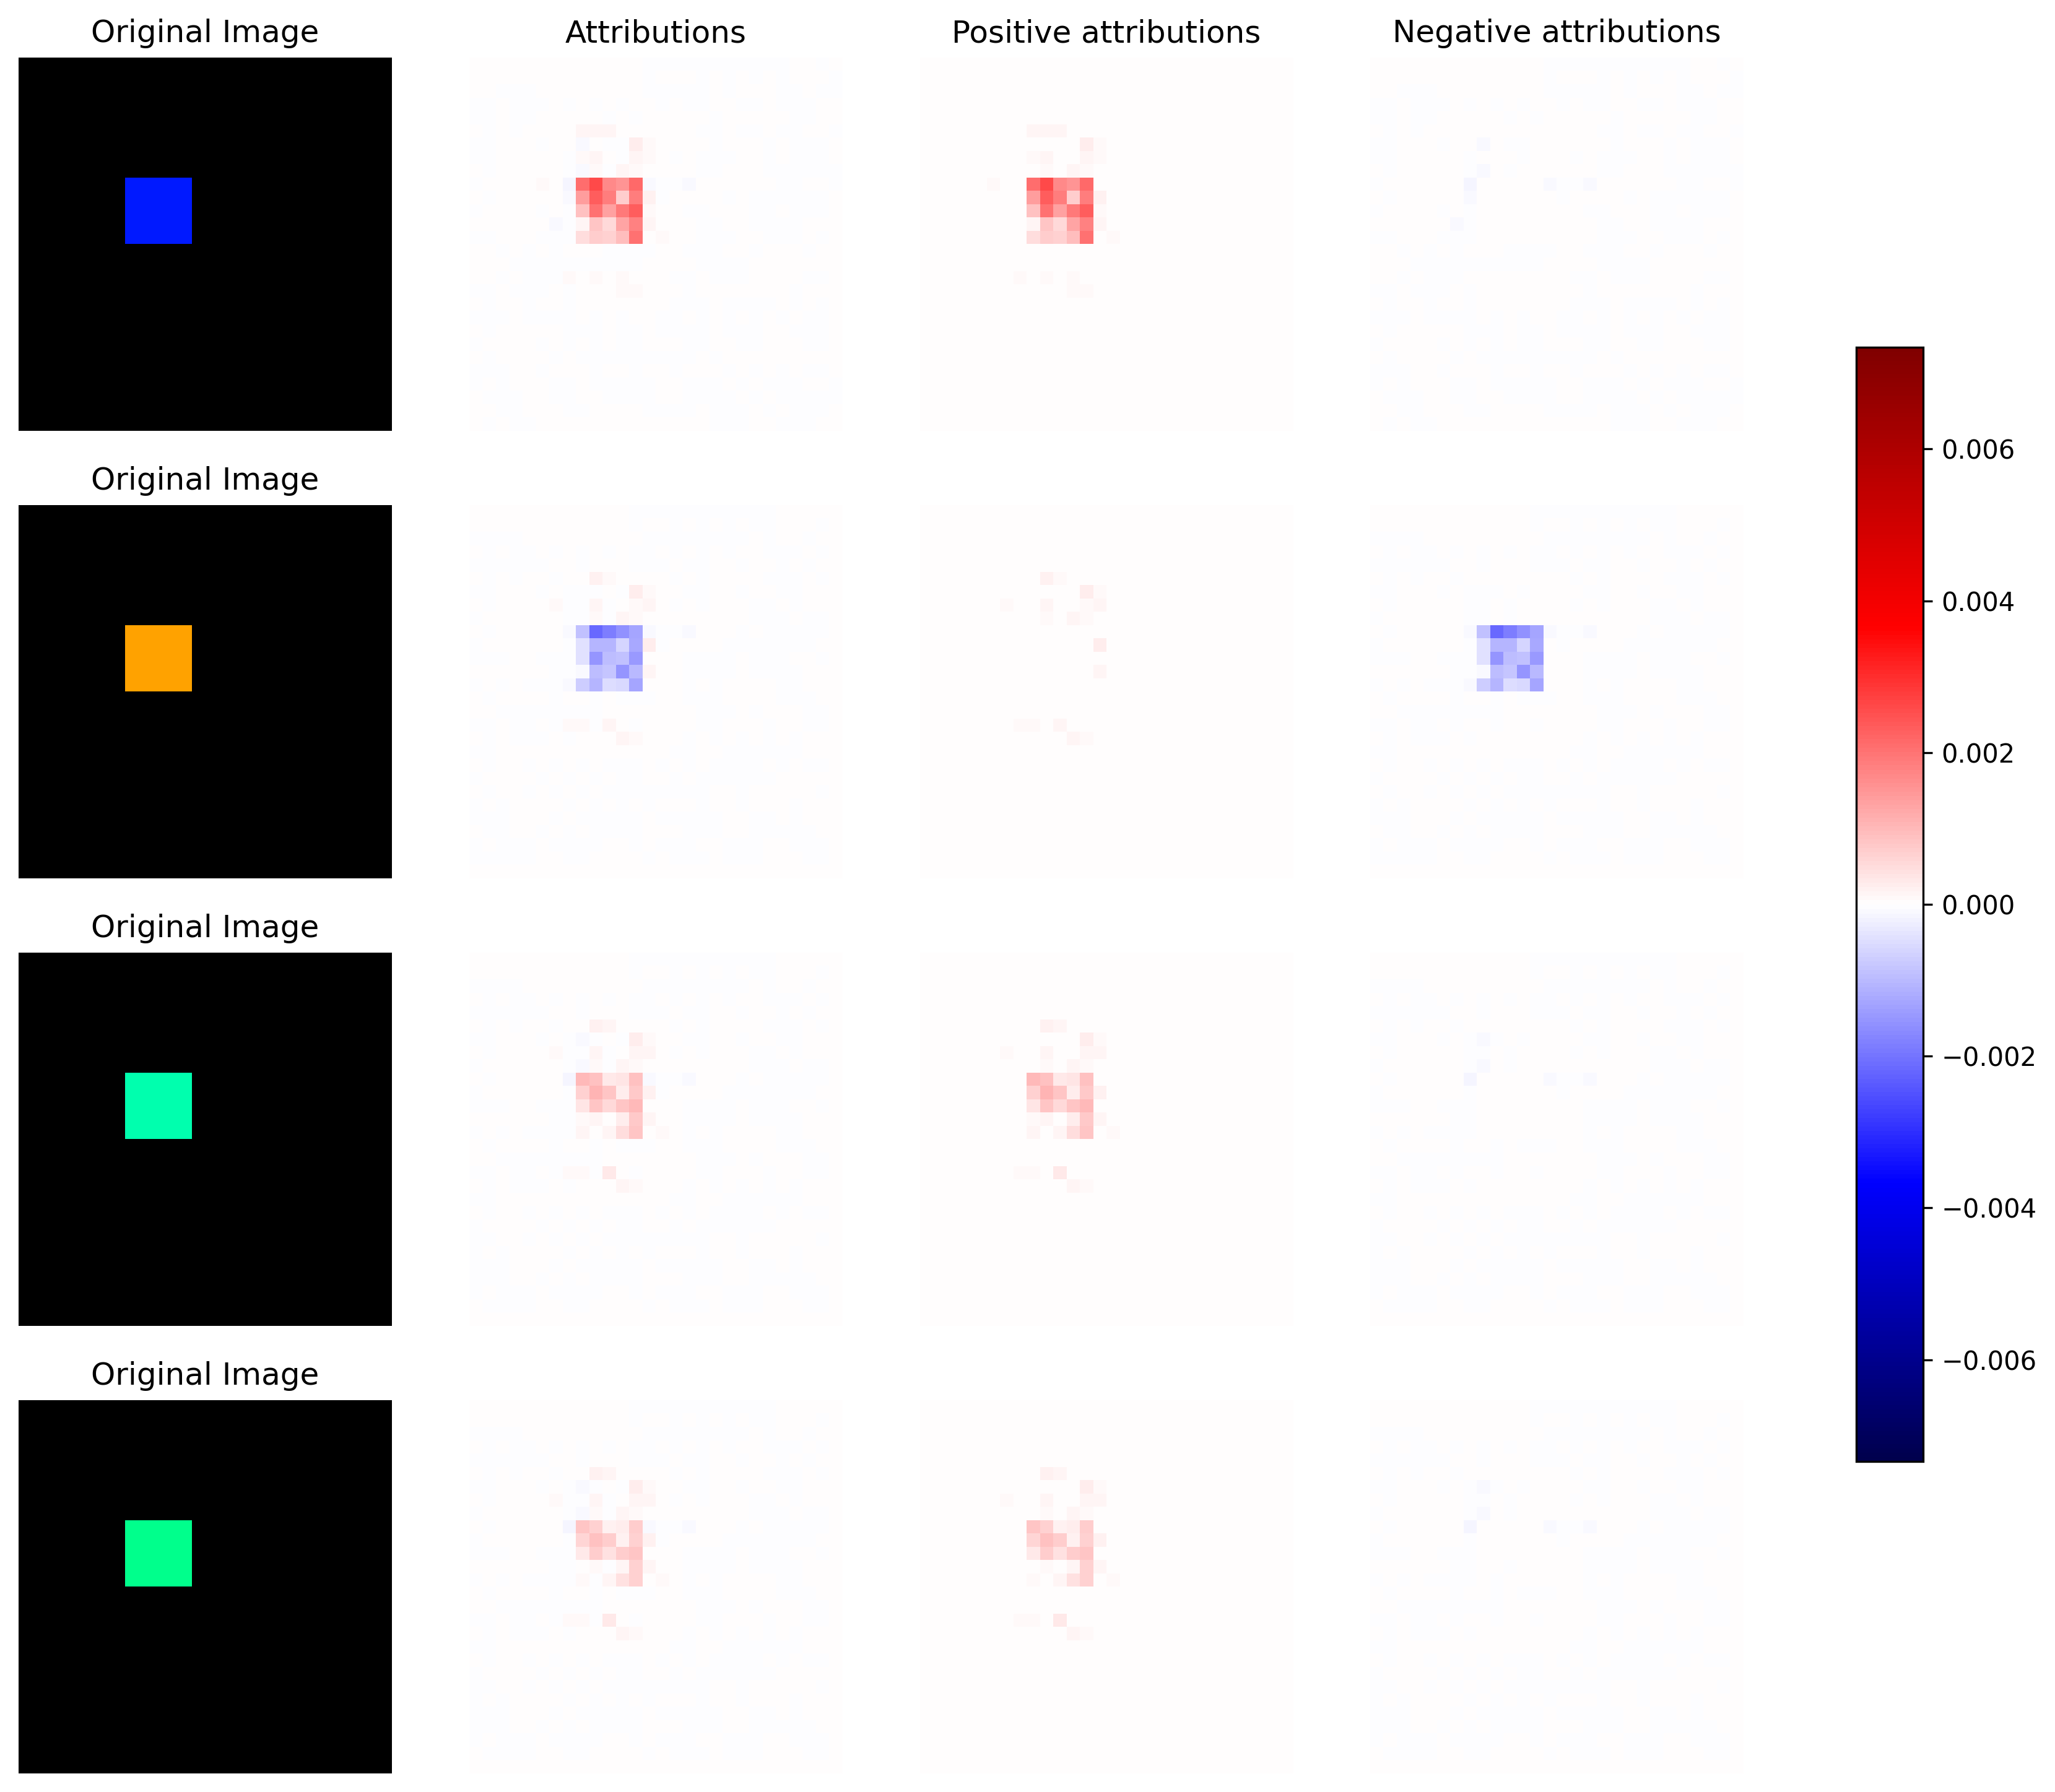 Original Image
Attributions
Positive attributions
Negative attributions
Original Image
Original Image
Original Image
0.006
0.004
0.002
0.000
−0.002
−0.004
−0.006